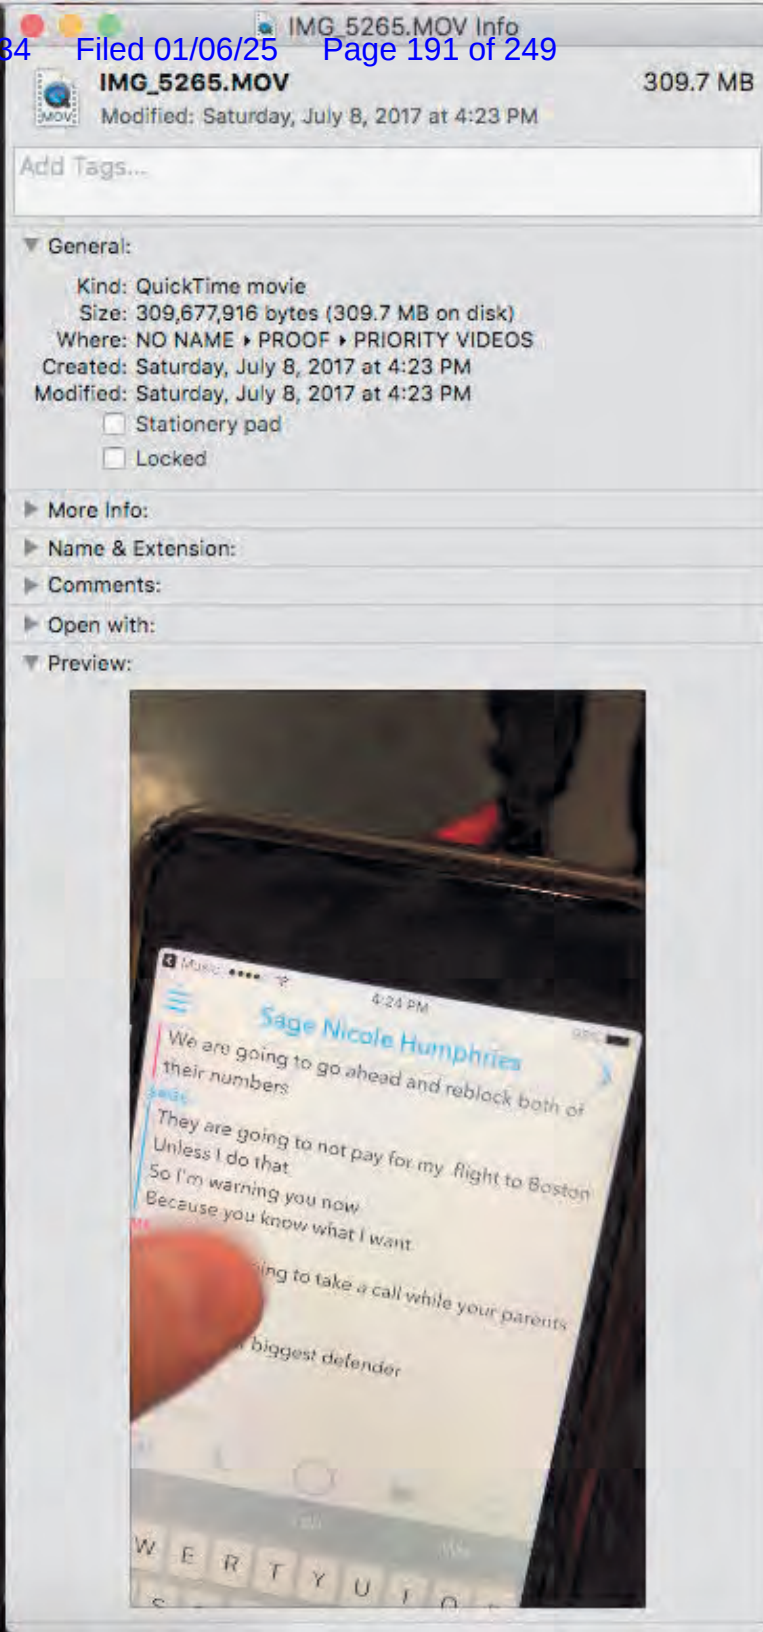 IMG_5265.MOV Info
34 Filed 01/06/25 Page 191 of 249
IMG_5265.MOV 309.7 MB
MOV
Modified: Saturday, July 8, 2017 at 4:23 PM
Add Tags...
General:
Kind: QuickTime movie
Size: 309,677,916 bytes (309.7 MB on disk)
Where: NO NAME ▸ PROOF ▸ PRIORITY VIDEOS
Created: Saturday, July 8, 2017 at 4:23 PM
Modified: Saturday, July 8, 2017 at 4:23 PM
Stationery pad
Locked
More Info:
Name & Extension:
Comments:
Open with:
Preview:
Music 4:24 PM
Sage Nicole Humphries
We are going to go ahead and reblock both of
their numbers
SAGE
They are going to not pay for my flight to Boston
Unless I do that
So I'm warning you now
Because you know what I want
ME
ing to take a call while your parents
biggest defender
W E R T Y U I O
S